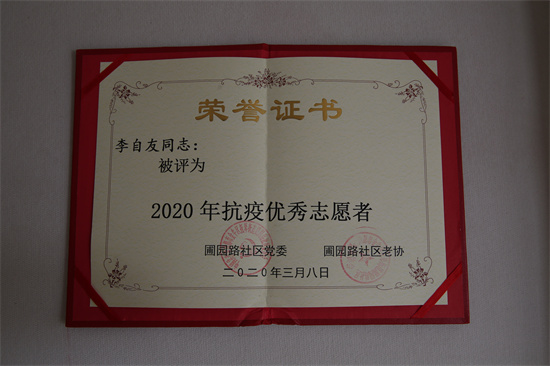 荣誉证书
李自友同志：
被评为
2020年抗疫优秀志愿者
圃园路社区党委 圃园路社区老协
二０二０年三月八日